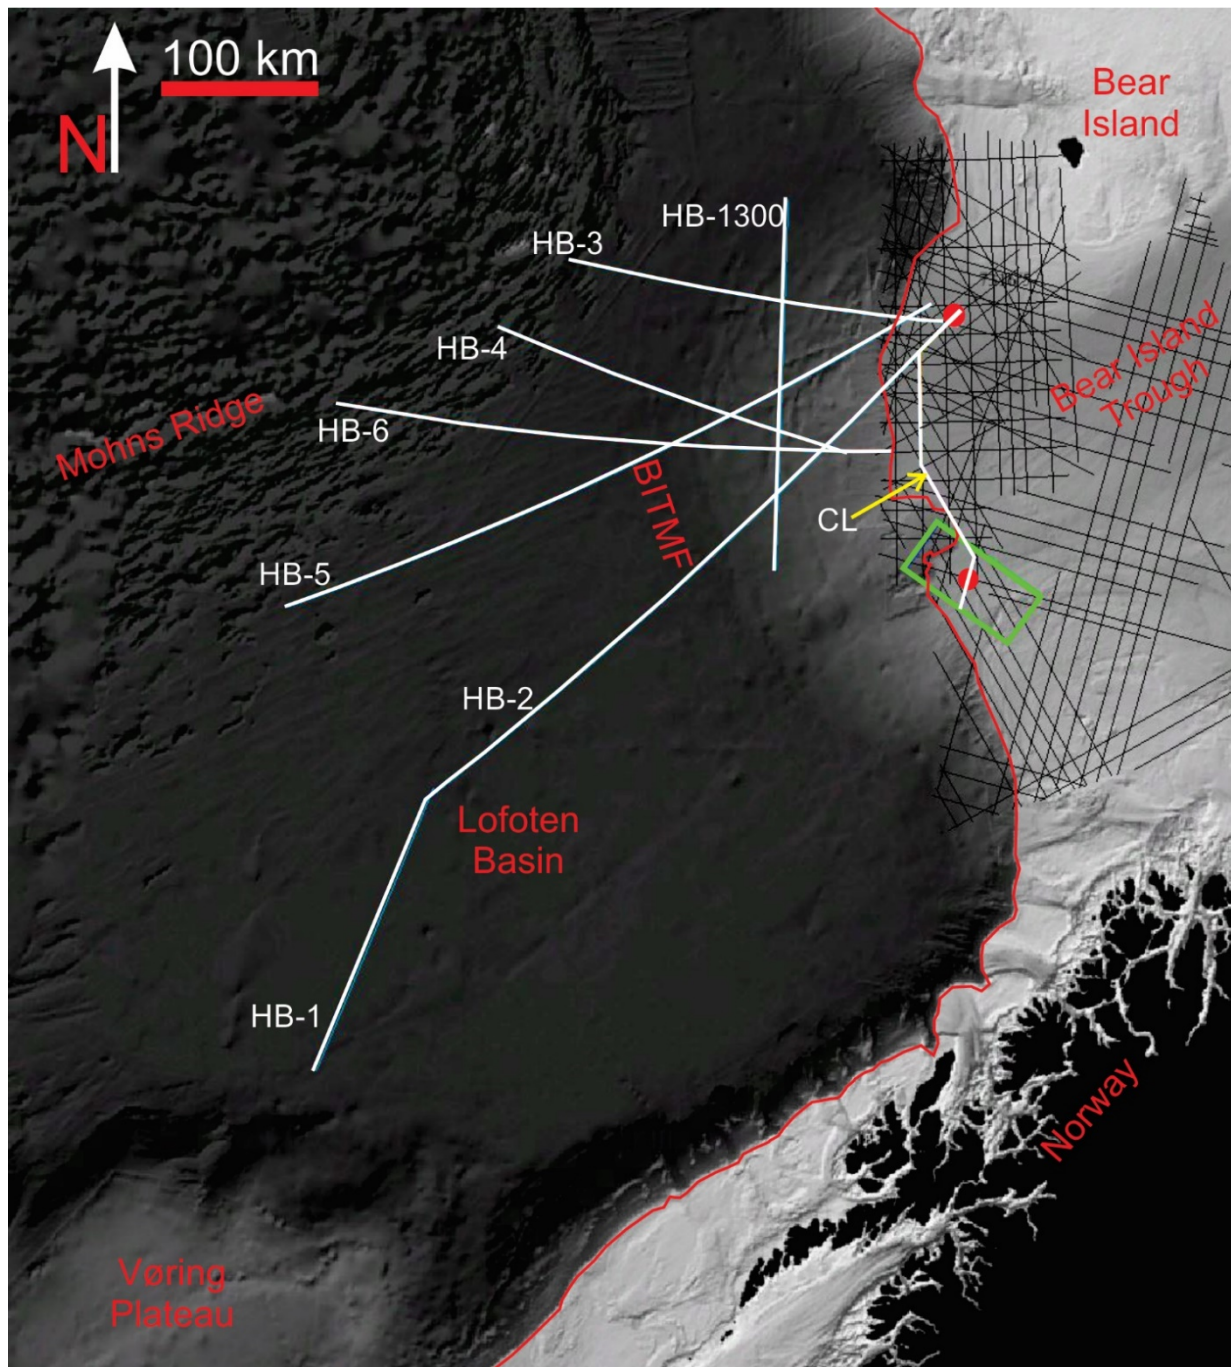 100 km
N
Bear
Island
HB-1300
HB-3
HB-4
Bear Island
Trough
Mohns Ridge
HB-6
BITMF
CL
HB-5
HB-2
Lofoten
Basin
HB-1
Norway
Vøring
Plateau